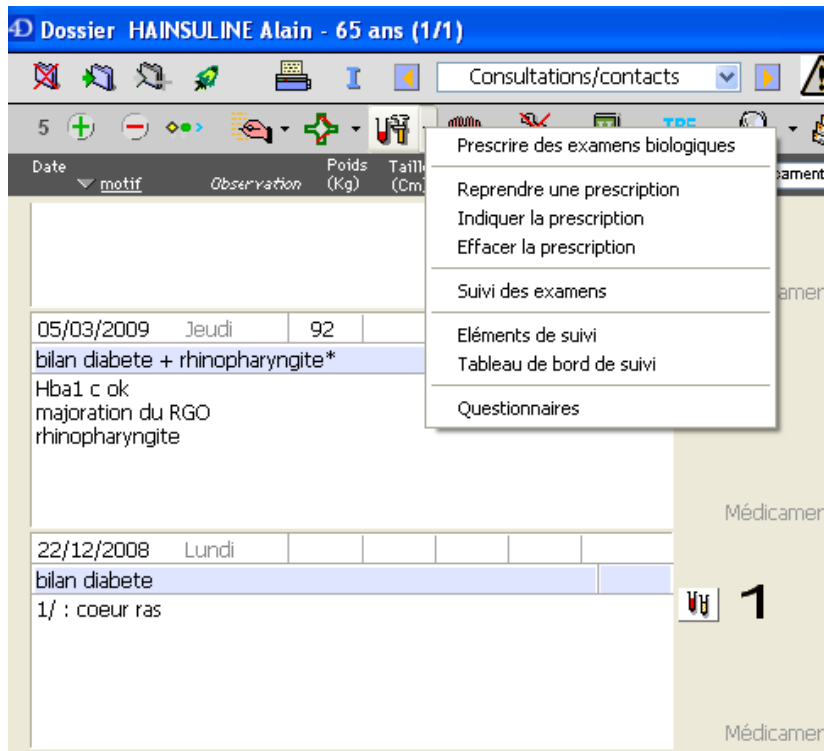 Dossier HAINSULINE Alain - 65 ans (1/1)
Consultations/contacts
5
Prescrire des examens biologiques
Date
motif
Observation
Poids
(Kg)
(Cm)
Reprendre une prescription
Indiquer la prescription
Effacer la prescription
Suivi des examens
Eléments de suivi
Tableau de bord de suivi
Questionnaires
05/03/2009 Jeudi 92
bilan diabete + rhinopharyngite*
Hba1 c ok
majoration du RGO
rhinopharyngite
22/12/2008 Lundi
bilan diabete
1/ : coeur ras
1